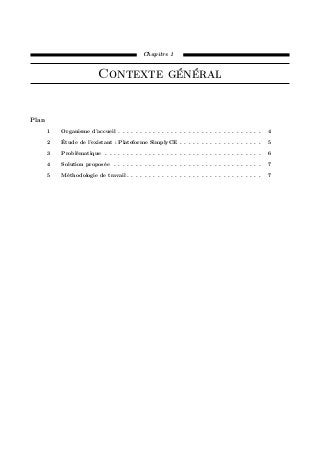 Chapitre 1
Contexte général
Plan
1 Organisme d'accueil . . . . . . . . . . . . . . . . . . . . . . . . . . . . . . . . . 4
2 Étude de l'existant : Plateforme SimplyCE . . . . . . . . . . . . . . . . . . . 5
3 Problématique . . . . . . . . . . . . . . . . . . . . . . . . . . . . . . . . . . . . 6
4 Solution proposée . . . . . . . . . . . . . . . . . . . . . . . . . . . . . . . . . . 7
5 Méthodologie de travail . . . . . . . . . . . . . . . . . . . . . . . . . . . . . . . 7